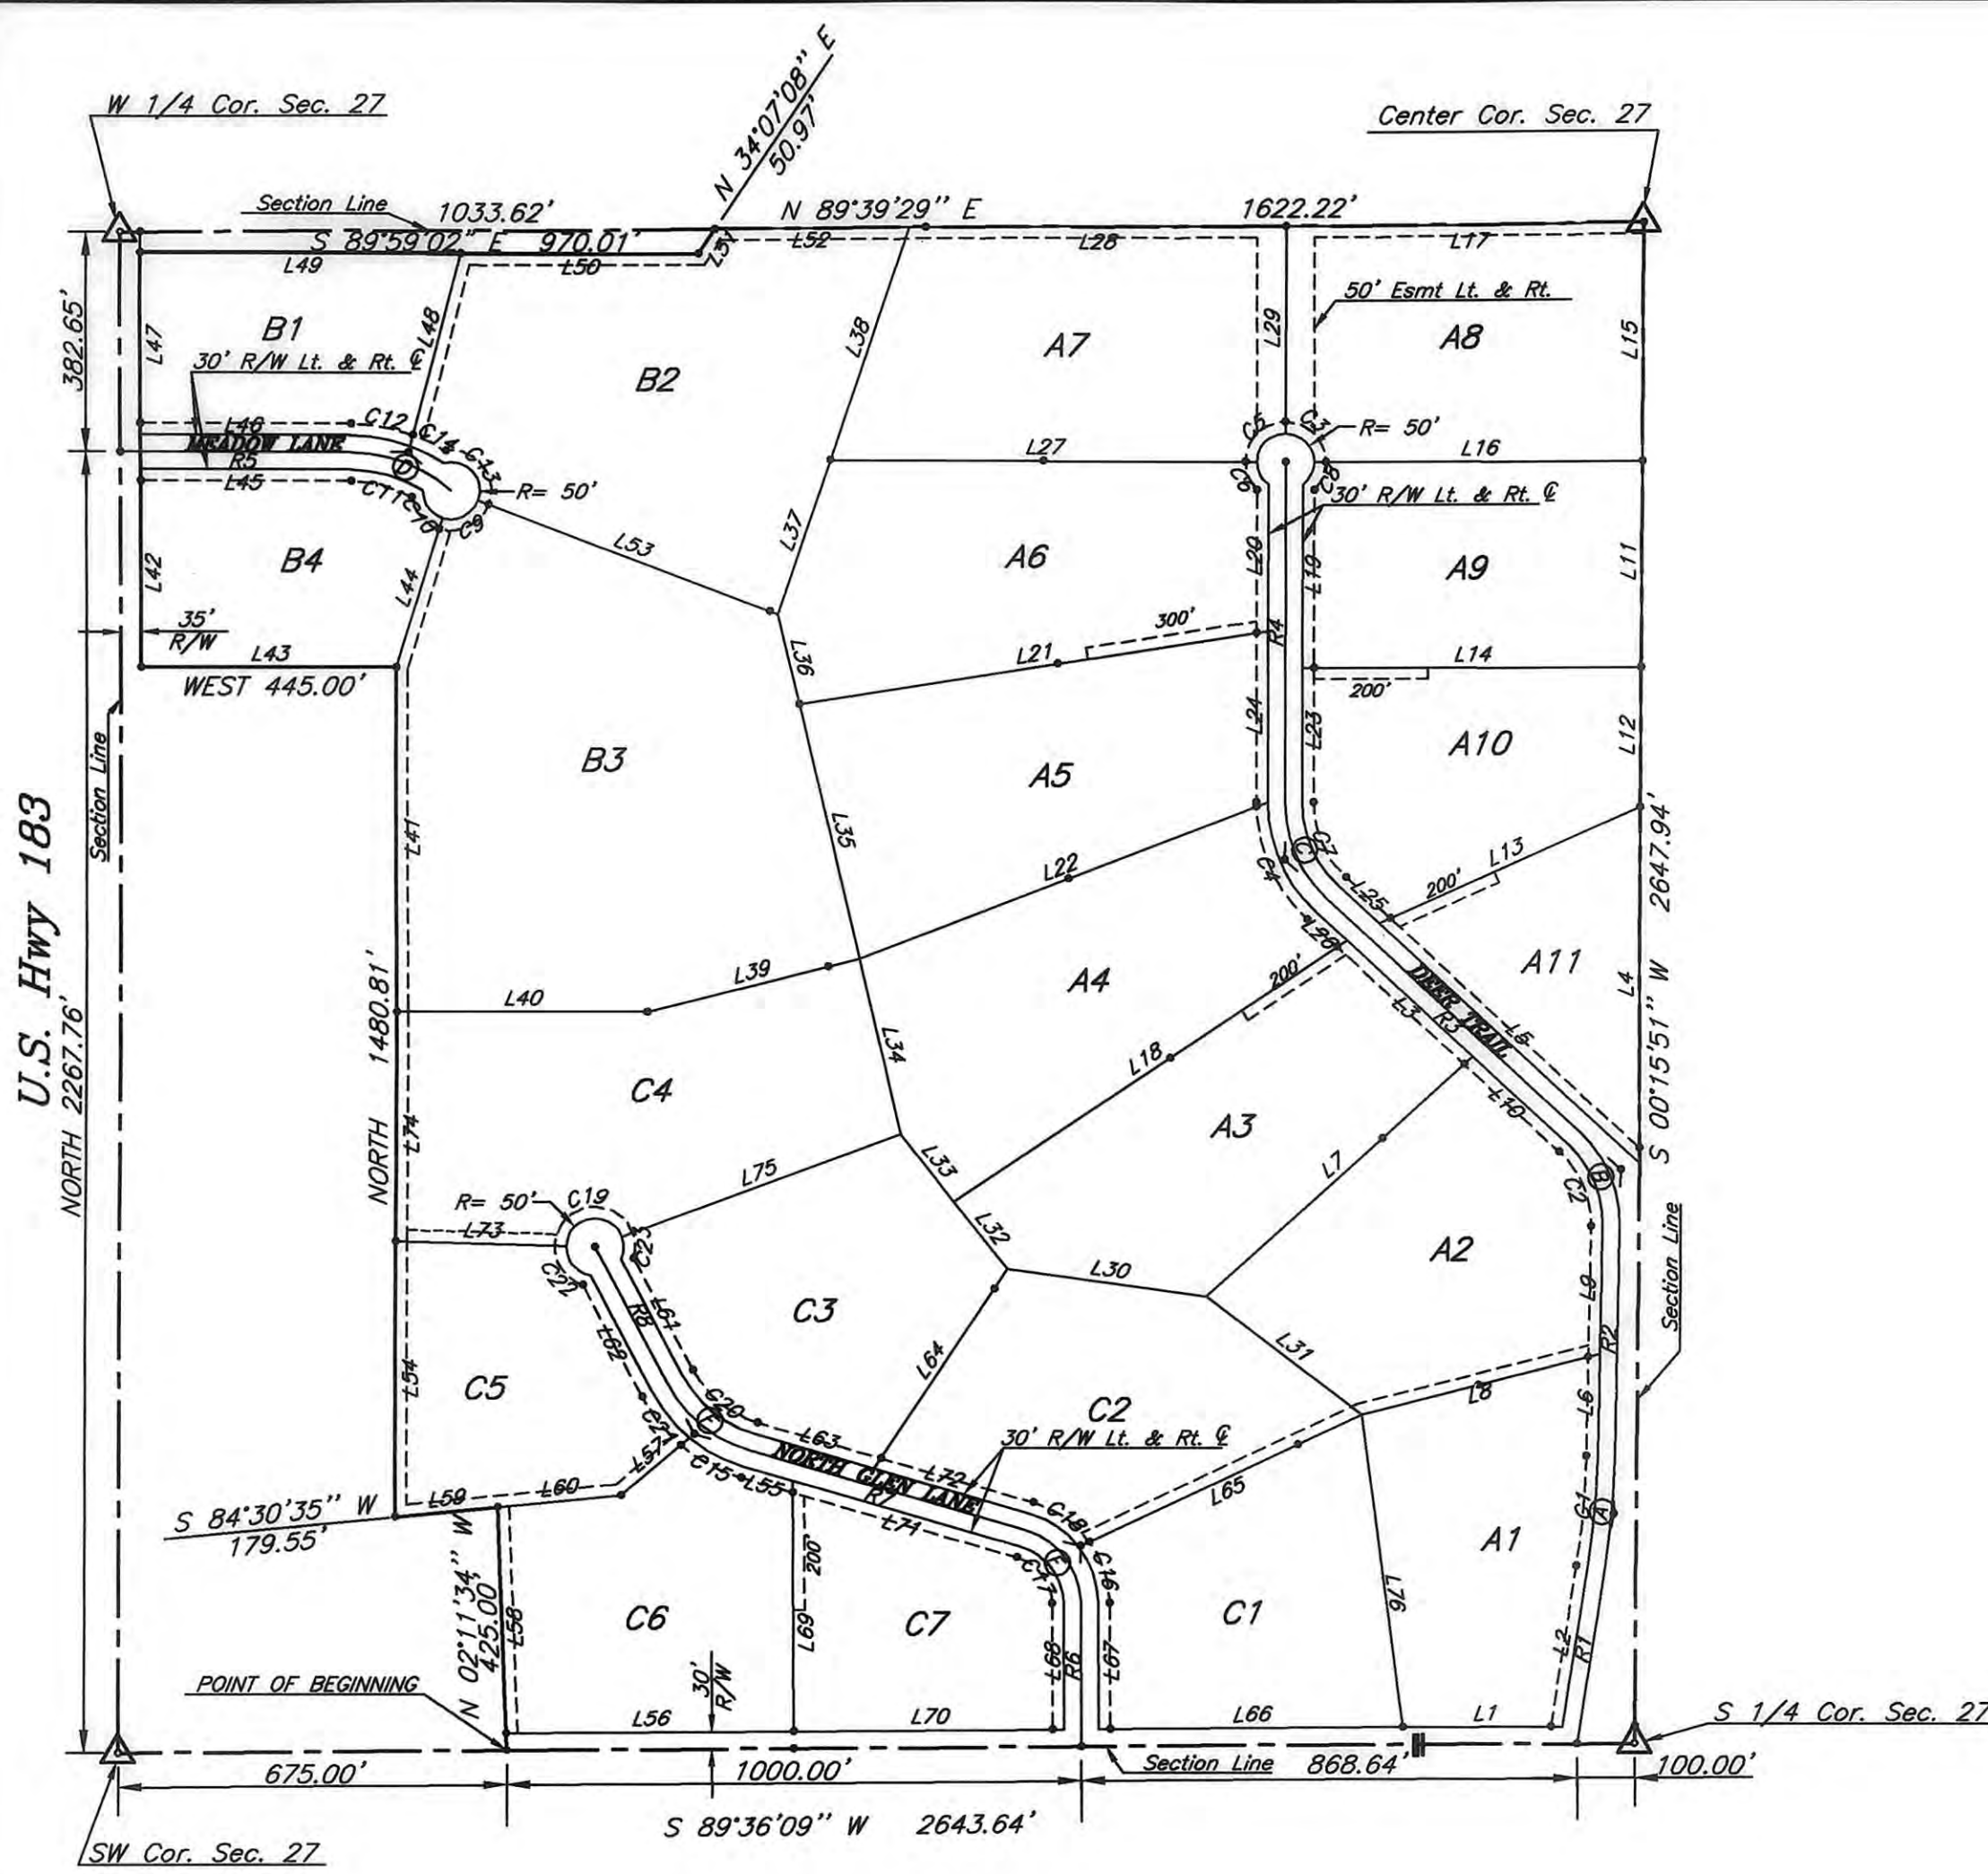 W 1/4 Cor. Sec. 27
Center Cor. Sec. 27
N 34°07'08" E
50.97'
Section Line
1033.62'
N 89°39'29" E
1622.22'
S 89°59'02" E 970.01'
L49
L50
L51
L52
L28
L17
382.65'
L47
B1
L48
B2
L38
A7
L29
50' Esmt Lt. & Rt.
A8
L15
30' R/W Lt. & Rt. ℄
L46
C12
C14
C13
C5
C3
R= 50'
MEADOW LANE
R5
D
L45
C11
C10
C9
R= 50'
L27
C6
C8
L16
30' R/W Lt. & Rt. ℄
L42
B4
L44
L53
L37
A6
L20
L19
A9
L11
35'
R/W
L43
WEST 445.00'
300'
R4
L36
L21
L14
200'
Section Line
B3
L41
A5
L24
L23
A10
L12
L35
L22
C
C7
C4
L25
200'
L13
2647.94'
U.S. Hwy 183
NORTH 2267.76'
NORTH 1480.81'
L40
L39
A4
L26
200'
A11
L4
DEER TRAIL
L3
R3
L5
S 00°15'51" W
L34
L18
C4
L74
L75
L33
A3
L7
L10
B
C2
R= 50'
C19
L73
C23
C22
L32
A2
L30
L9
Section Line
C3
L61
R8
L62
L31
R2
L64
L54
C5
C20
C21
L63
C2
L8
L6
30' R/W Lt. & Rt. ℄
NORTH GLEN LANE
L72
L57
C15
L55
L65
S 84°30'35" W
179.55'
L59
L60
L71
C18
C16
C17
C1
A
A1
N 02°11'34" W
425.00'
L58
C6
200'
L69
C7
L68
R6
L67
C1
L76
L2
R1
POINT OF BEGINNING
30'
R/W
L56
L70
L66
L1
S 1/4 Cor. Sec. 27
675.00'
1000.00'
Section Line
868.64'
100.00'
S 89°36'09" W 2643.64'
SW Cor. Sec. 27